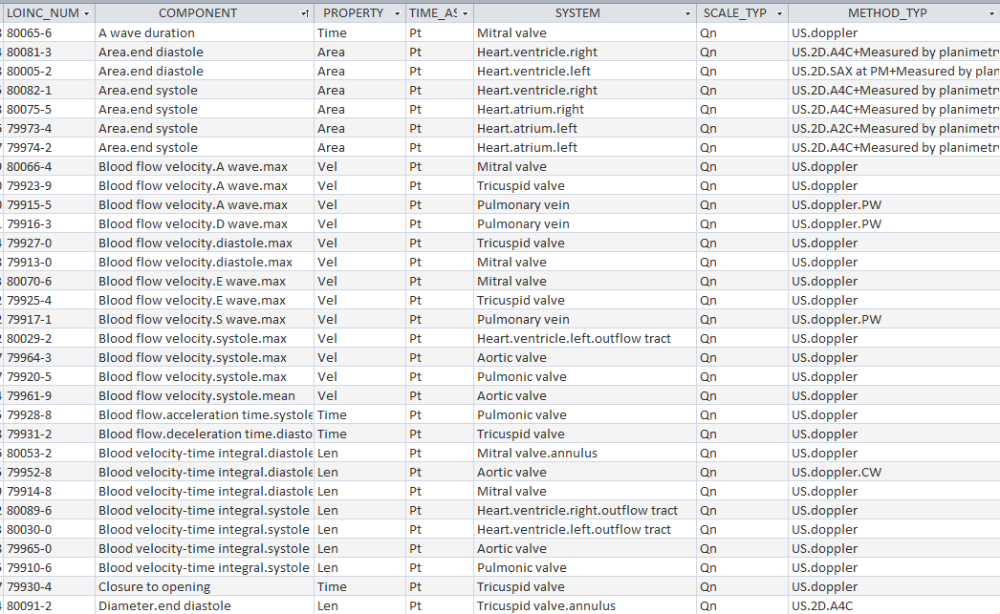 LOINC_NUM COMPONENT PROPERTY TIME_AS SYSTEM SCALE_TYP METHOD_TYP
80065-6 A wave duration Time Pt Mitral valve Qn US.doppler
80081-3 Area.end diastole Area Pt Heart.ventricle.right Qn US.2D.A4C+Measured by planimetry
80005-2 Area.end diastole Area Pt Heart.ventricle.left Qn US.2D.SAX at PM+Measured by plan
80082-1 Area.end systole Area Pt Heart.ventricle.right Qn US.2D.A4C+Measured by planimetry
80075-5 Area.end systole Area Pt Heart.atrium.right Qn US.2D.A4C+Measured by planimetry
79973-4 Area.end systole Area Pt Heart.atrium.left Qn US.2D.A2C+Measured by planimetry
79974-2 Area.end systole Area Pt Heart.atrium.left Qn US.2D.A4C+Measured by planimetry
80066-4 Blood flow velocity.A wave.max Vel Pt Mitral valve Qn US.doppler
79923-9 Blood flow velocity.A wave.max Vel Pt Tricuspid valve Qn US.doppler
79915-5 Blood flow velocity.A wave.max Vel Pt Pulmonary vein Qn US.doppler.PW
79916-3 Blood flow velocity.D wave.max Vel Pt Pulmonary vein Qn US.doppler.PW
79927-0 Blood flow velocity.diastole.max Vel Pt Tricuspid valve Qn US.doppler
79913-0 Blood flow velocity.diastole.max Vel Pt Mitral valve Qn US.doppler
80070-6 Blood flow velocity.E wave.max Vel Pt Mitral valve Qn US.doppler
79925-4 Blood flow velocity.E wave.max Vel Pt Tricuspid valve Qn US.doppler
79917-1 Blood flow velocity.S wave.max Vel Pt Pulmonary vein Qn US.doppler.PW
80029-2 Blood flow velocity.systole.max Vel Pt Heart.ventricle.left.outflow tract Qn US.doppler
79964-3 Blood flow velocity.systole.max Vel Pt Aortic valve Qn US.doppler
79920-5 Blood flow velocity.systole.max Vel Pt Pulmonic valve Qn US.doppler
79961-9 Blood flow velocity.systole.mean Vel Pt Aortic valve Qn US.doppler
79928-8 Blood flow.acceleration time.systole Time Pt Pulmonic valve Qn US.doppler
79931-2 Blood flow.deceleration time.diasto Time Pt Tricuspid valve Qn US.doppler
80053-2 Blood velocity-time integral.diastole Len Pt Mitral valve.annulus Qn US.doppler
79952-8 Blood velocity-time integral.diastole Len Pt Aortic valve Qn US.doppler.CW
79914-8 Blood velocity-time integral.diastole Len Pt Mitral valve Qn US.doppler
80089-6 Blood velocity-time integral.systole Len Pt Heart.ventricle.right.outflow tract Qn US.doppler
80030-0 Blood velocity-time integral.systole Len Pt Heart.ventricle.left.outflow tract Qn US.doppler
79965-0 Blood velocity-time integral.systole Len Pt Aortic valve Qn US.doppler
79910-6 Blood velocity-time integral.systole Len Pt Pulmonic valve Qn US.doppler
79930-4 Closure to opening Time Pt Tricuspid valve Qn US.doppler
80091-2 Diameter.end diastole Len Pt Tricuspid valve.annulus Qn US.2D.A4C